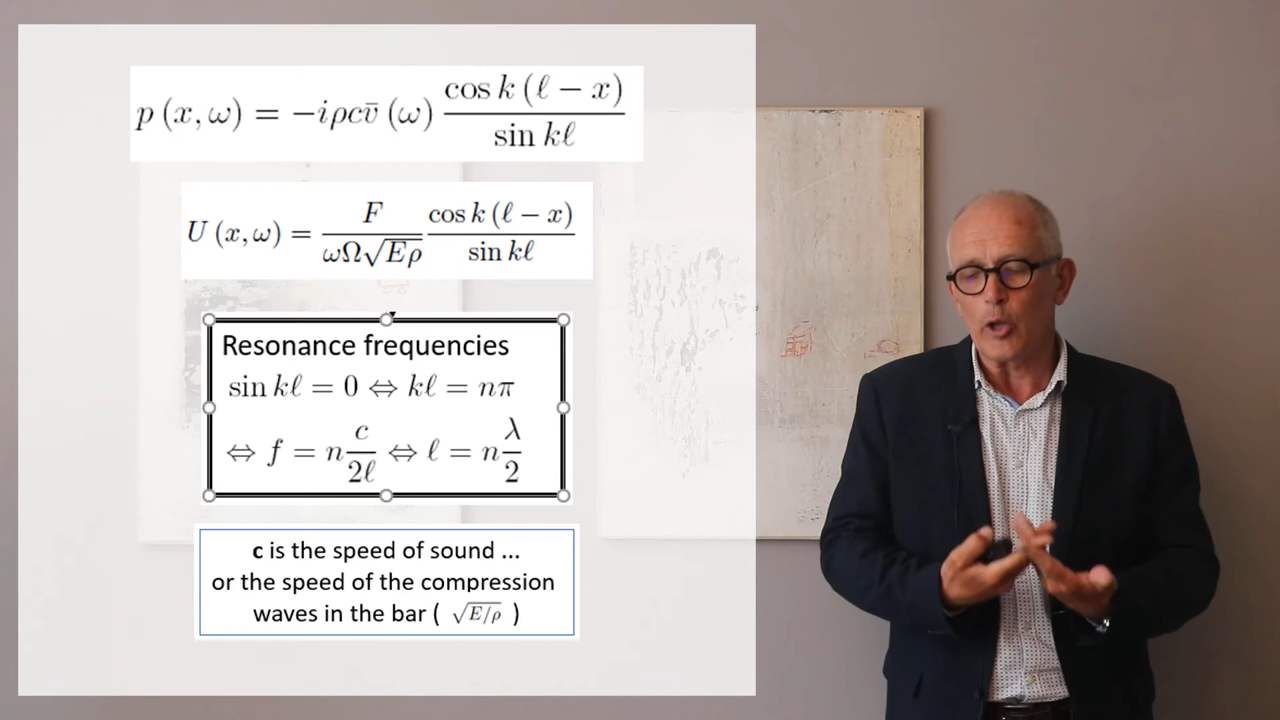 p (x, ω) = −iρcv̄ (ω) cos k (ℓ − x) / sin kℓ
U (x, ω) = F / ωΩ√Eρ cos k (ℓ − x) / sin kℓ
Resonance frequencies
sin kℓ = 0 ⇔ kℓ = nπ
⇔ f = n c / 2ℓ ⇔ ℓ = n λ / 2
c is the speed of sound ...
or the speed of the compression
waves in the bar ( √E/ρ )